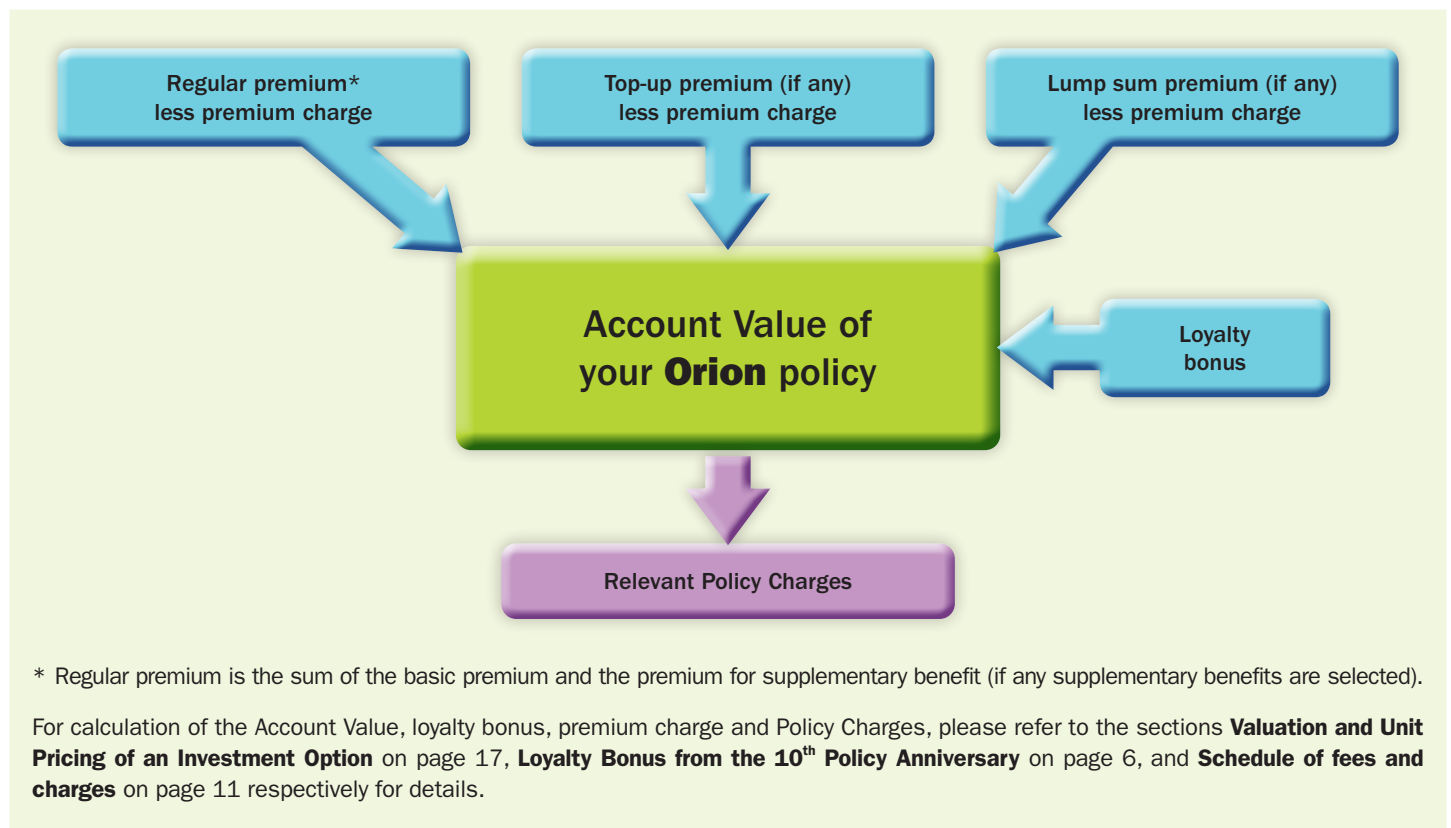 Regular premium*
less premium charge
Top-up premium (if any)
less premium charge
Lump sum premium (if any)
less premium charge
Account Value of
your Orion policy
Loyalty
bonus
Relevant Policy Charges
* Regular premium is the sum of the basic premium and the premium for supplementary benefit (if any supplementary benefits are selected).
For calculation of the Account Value, loyalty bonus, premium charge and Policy Charges, please refer to the sections Valuation and Unit
Pricing of an Investment Option on page 17, Loyalty Bonus from the 10th Policy Anniversary on page 6, and Schedule of fees and
charges on page 11 respectively for details.